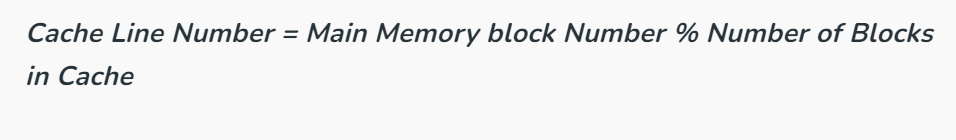 Cache Line Number = Main Memory block Number % Number of Blocks
in Cache